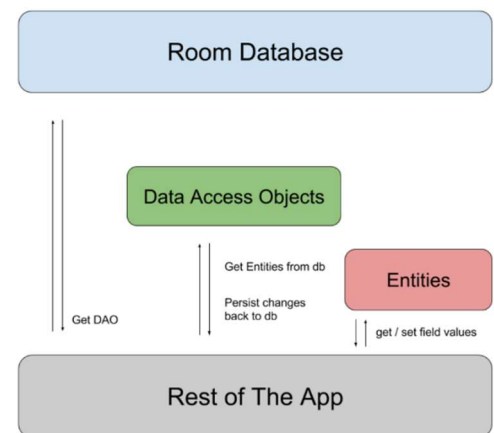 Room Database
Data Access Objects
Get Entities from db
Entities
Persist changes
back to db
Get DAO
get / set field values
Rest of The App